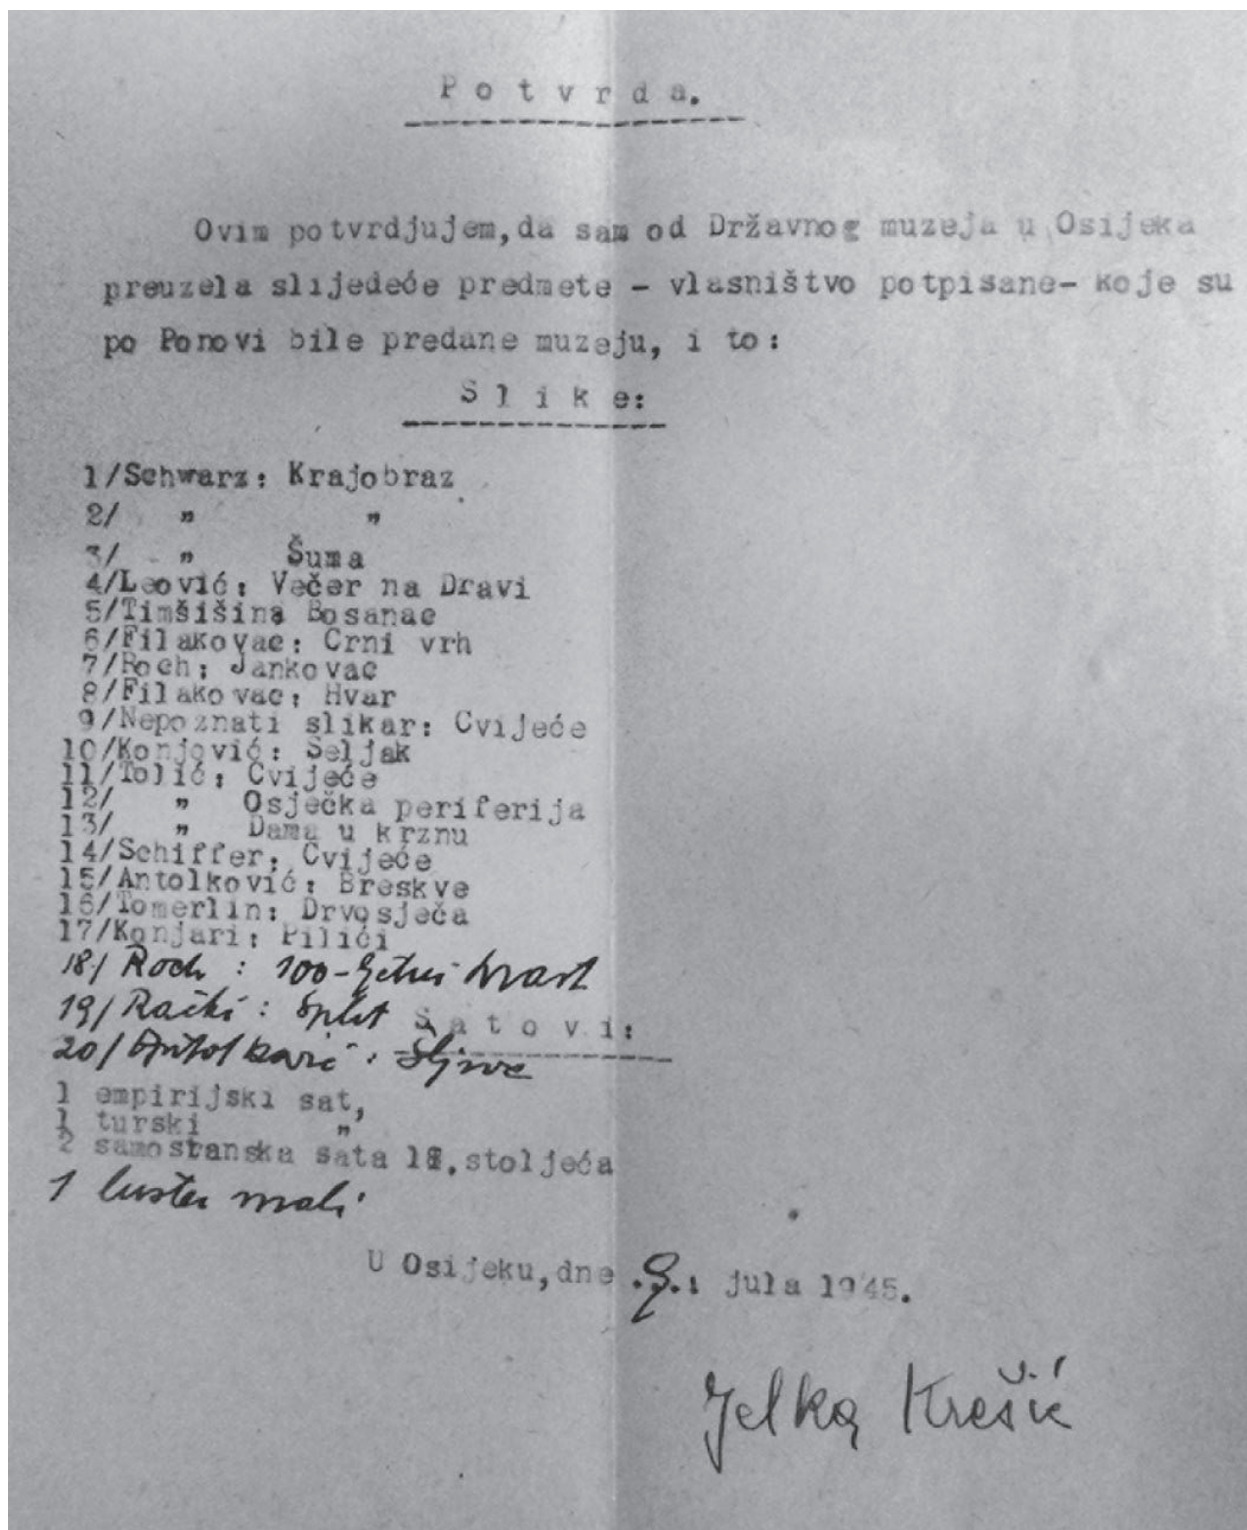 P o t v r d a.
Ovim potvrdjujem, da sam od Državnog muzeja u Osijeka
preuzela slijedeće predmete - vlasništvo potpisane- koje su
po Ponovi bile predane muzeju, i to:
S l i k e:
1/Schwarz: Krajobraz
2/ " "
3/ - " Šuma
4/Leović: Večer na Dravi
5/Timšišina Bosanac
6/Filakovac: Crni vrh
7/Roch: Jankovac
8/Filakovac: Hvar
9/Nepoznati slikar: Cvijeće
10/Konjović: Seljak
11/Tolić: Cvijeće
12/ " Osječka periferija
13/ " Dama u krznu
14/Schiffer: Cvijeće
15/Antolković: Breskve
16/Tomerlin: Drvosječa
17/Konjari: Pilići
18/ Roch: 100-ljetni hrast
19/ Rački: Split
S a t o v i:
20/ : Šljive
1 empirijski sat,
1 turski "
2 samostanska sata 18. stoljeća
1 luster mali
U Osijeku, dne .9.: jula 1945.
Jelka Krešić